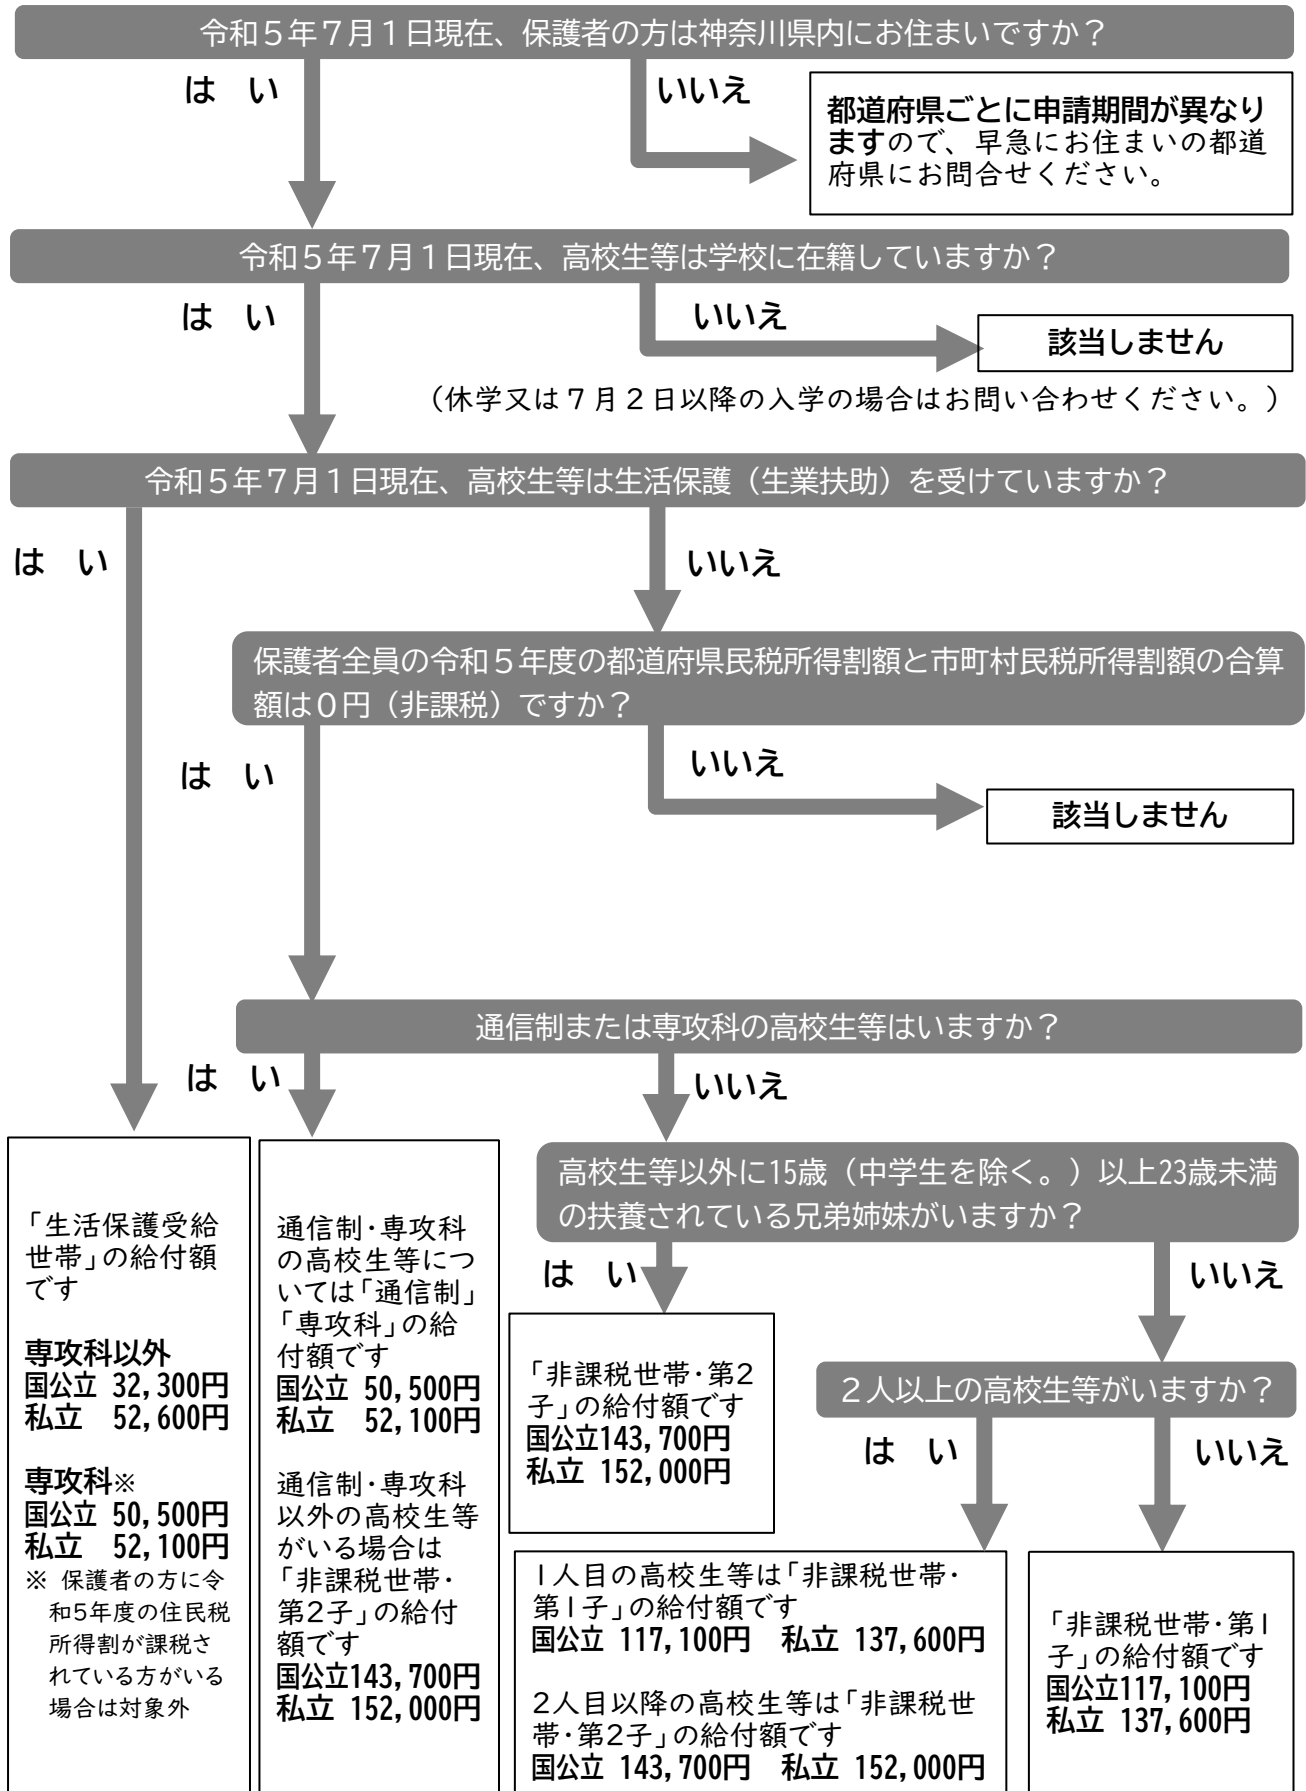 令和５年７月１日現在、保護者の方は神奈川県内にお住まいですか？
は　い
いいえ
都道府県ごとに申請期間が異なり
ますので、早急にお住まいの都道
府県にお問合せください。
令和５年７月１日現在、高校生等は学校に在籍していますか？
は　い
いいえ
該当しません
（休学又は７月２日以降の入学の場合はお問い合わせください。）
令和５年７月１日現在、高校生等は生活保護（生業扶助）を受けていますか？
は　い
いいえ
保護者全員の令和５年度の都道府県民税所得割額と市町村民税所得割額の合算
額は０円（非課税）ですか？
は　い
いいえ
該当しません
通信制または専攻科の高校生等はいますか？
は　い
いいえ
「生活保護受給
世帯」の給付額
です
専攻科以外
国公立 32,300円
私立　52,600円
専攻科※
国公立 50,500円
私立　52,100円
※ 保護者の方に令
和5年度の住民税
所得割が課税さ
れている方がいる
場合は対象外
通信制・専攻科
の高校生等につ
いては「通信制」
「専攻科」の給
付額です
国公立 50,500円
私立　52,100円
通信制・専攻科
以外の高校生等
がいる場合は
「非課税世帯・
第2子」の給付
額です
国公立143,700円
私立 152,000円
高校生等以外に15歳（中学生を除く。）以上23歳未満
の扶養されている兄弟姉妹がいますか？
は　い
いいえ
「非課税世帯・第2
子」の給付額です
国公立143,700円
私立 152,000円
２人以上の高校生等がいますか？
は　い
いいえ
1人目の高校生等は「非課税世帯・
第1子」の給付額です
国公立 117,100円　私立 137,600円
2人目以降の高校生等は「非課税世
帯・第2子」の給付額です
国公立 143,700円　私立 152,000円
「非課税世帯・第1
子」の給付額です
国公立117,100円
私立 137,600円